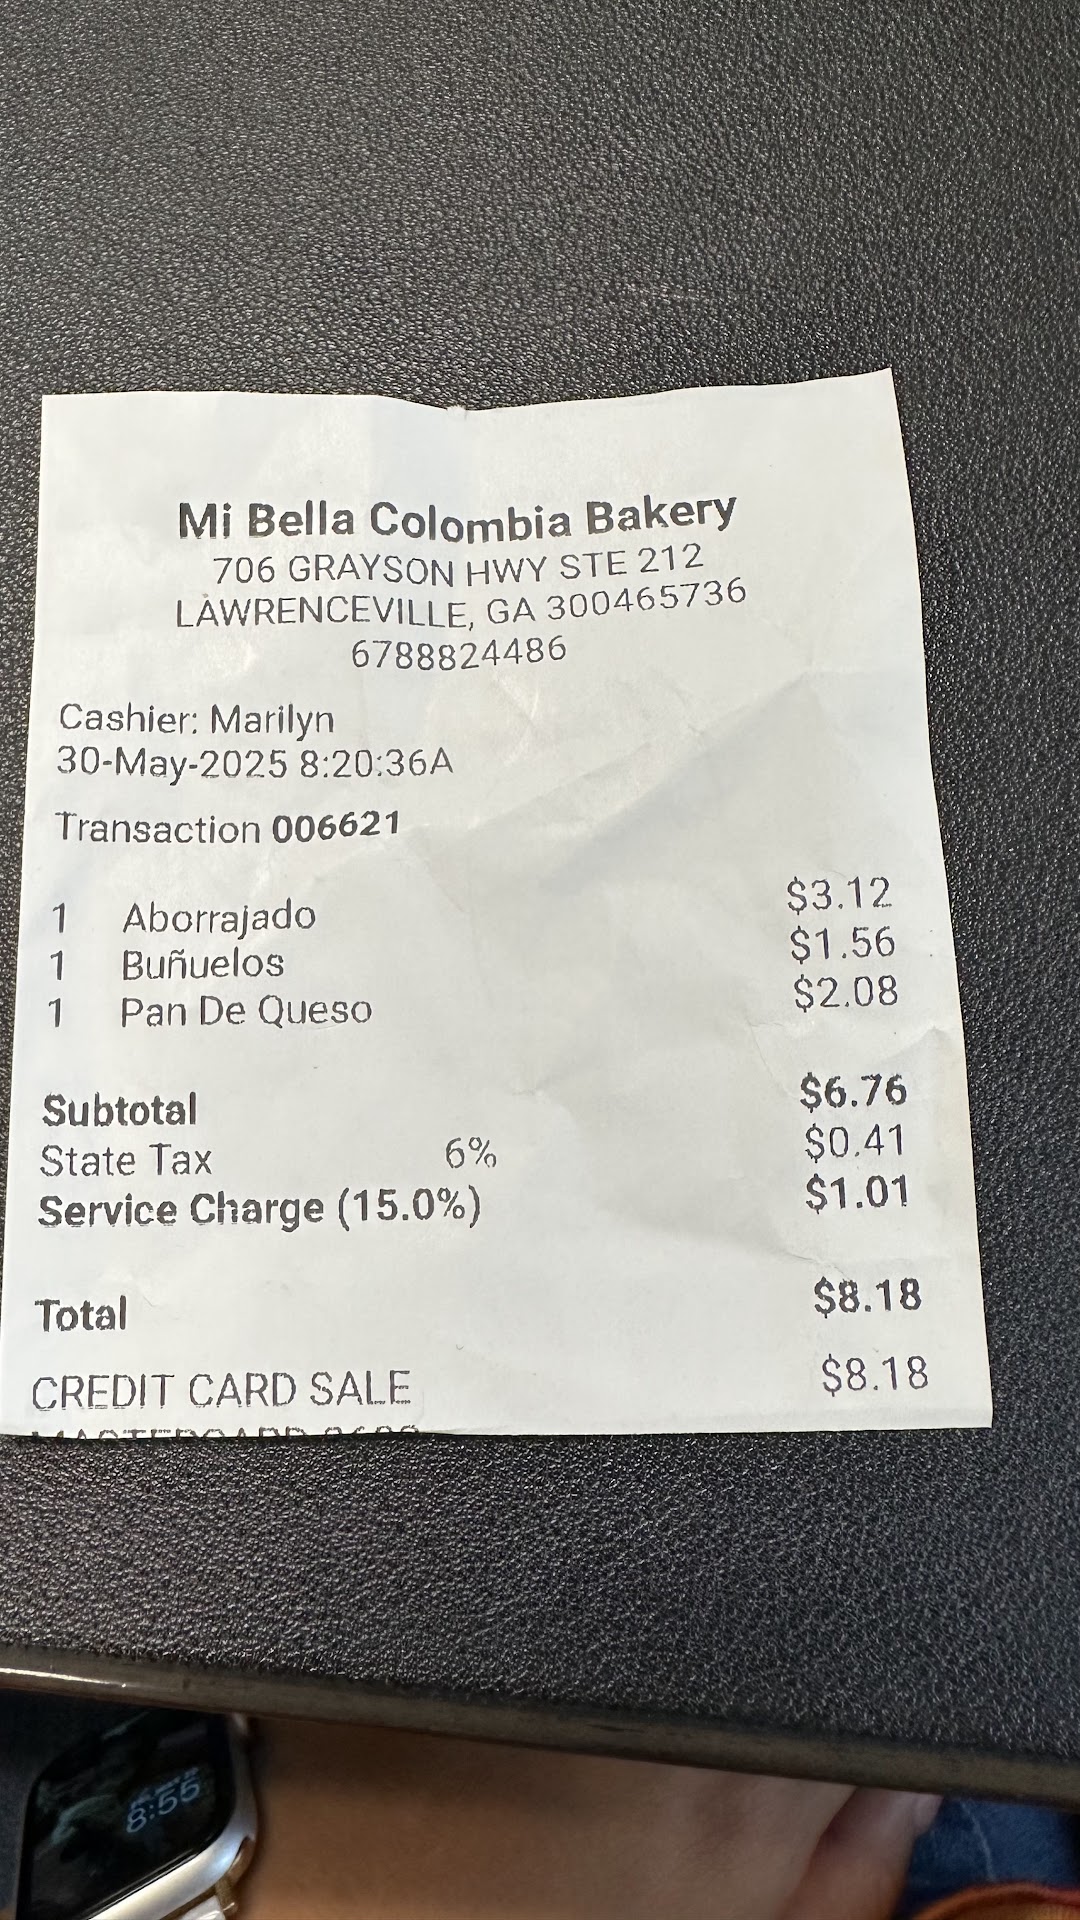 Mi Bella Colombia Bakery
706 GRAYSON HWY STE 212
LAWRENCEVILLE, GA 300465736
6788824486
Cashier: Marilyn
30-May-2025 8:20:36A
Transaction 006621
1 Aborrajado $3.12
1 Buñuelos $1.56
1 Pan De Queso $2.08
Subtotal $6.76
State Tax 6% $0.41
Service Charge (15.0%) $1.01
Total $8.18
CREDIT CARD SALE $8.18
8:55